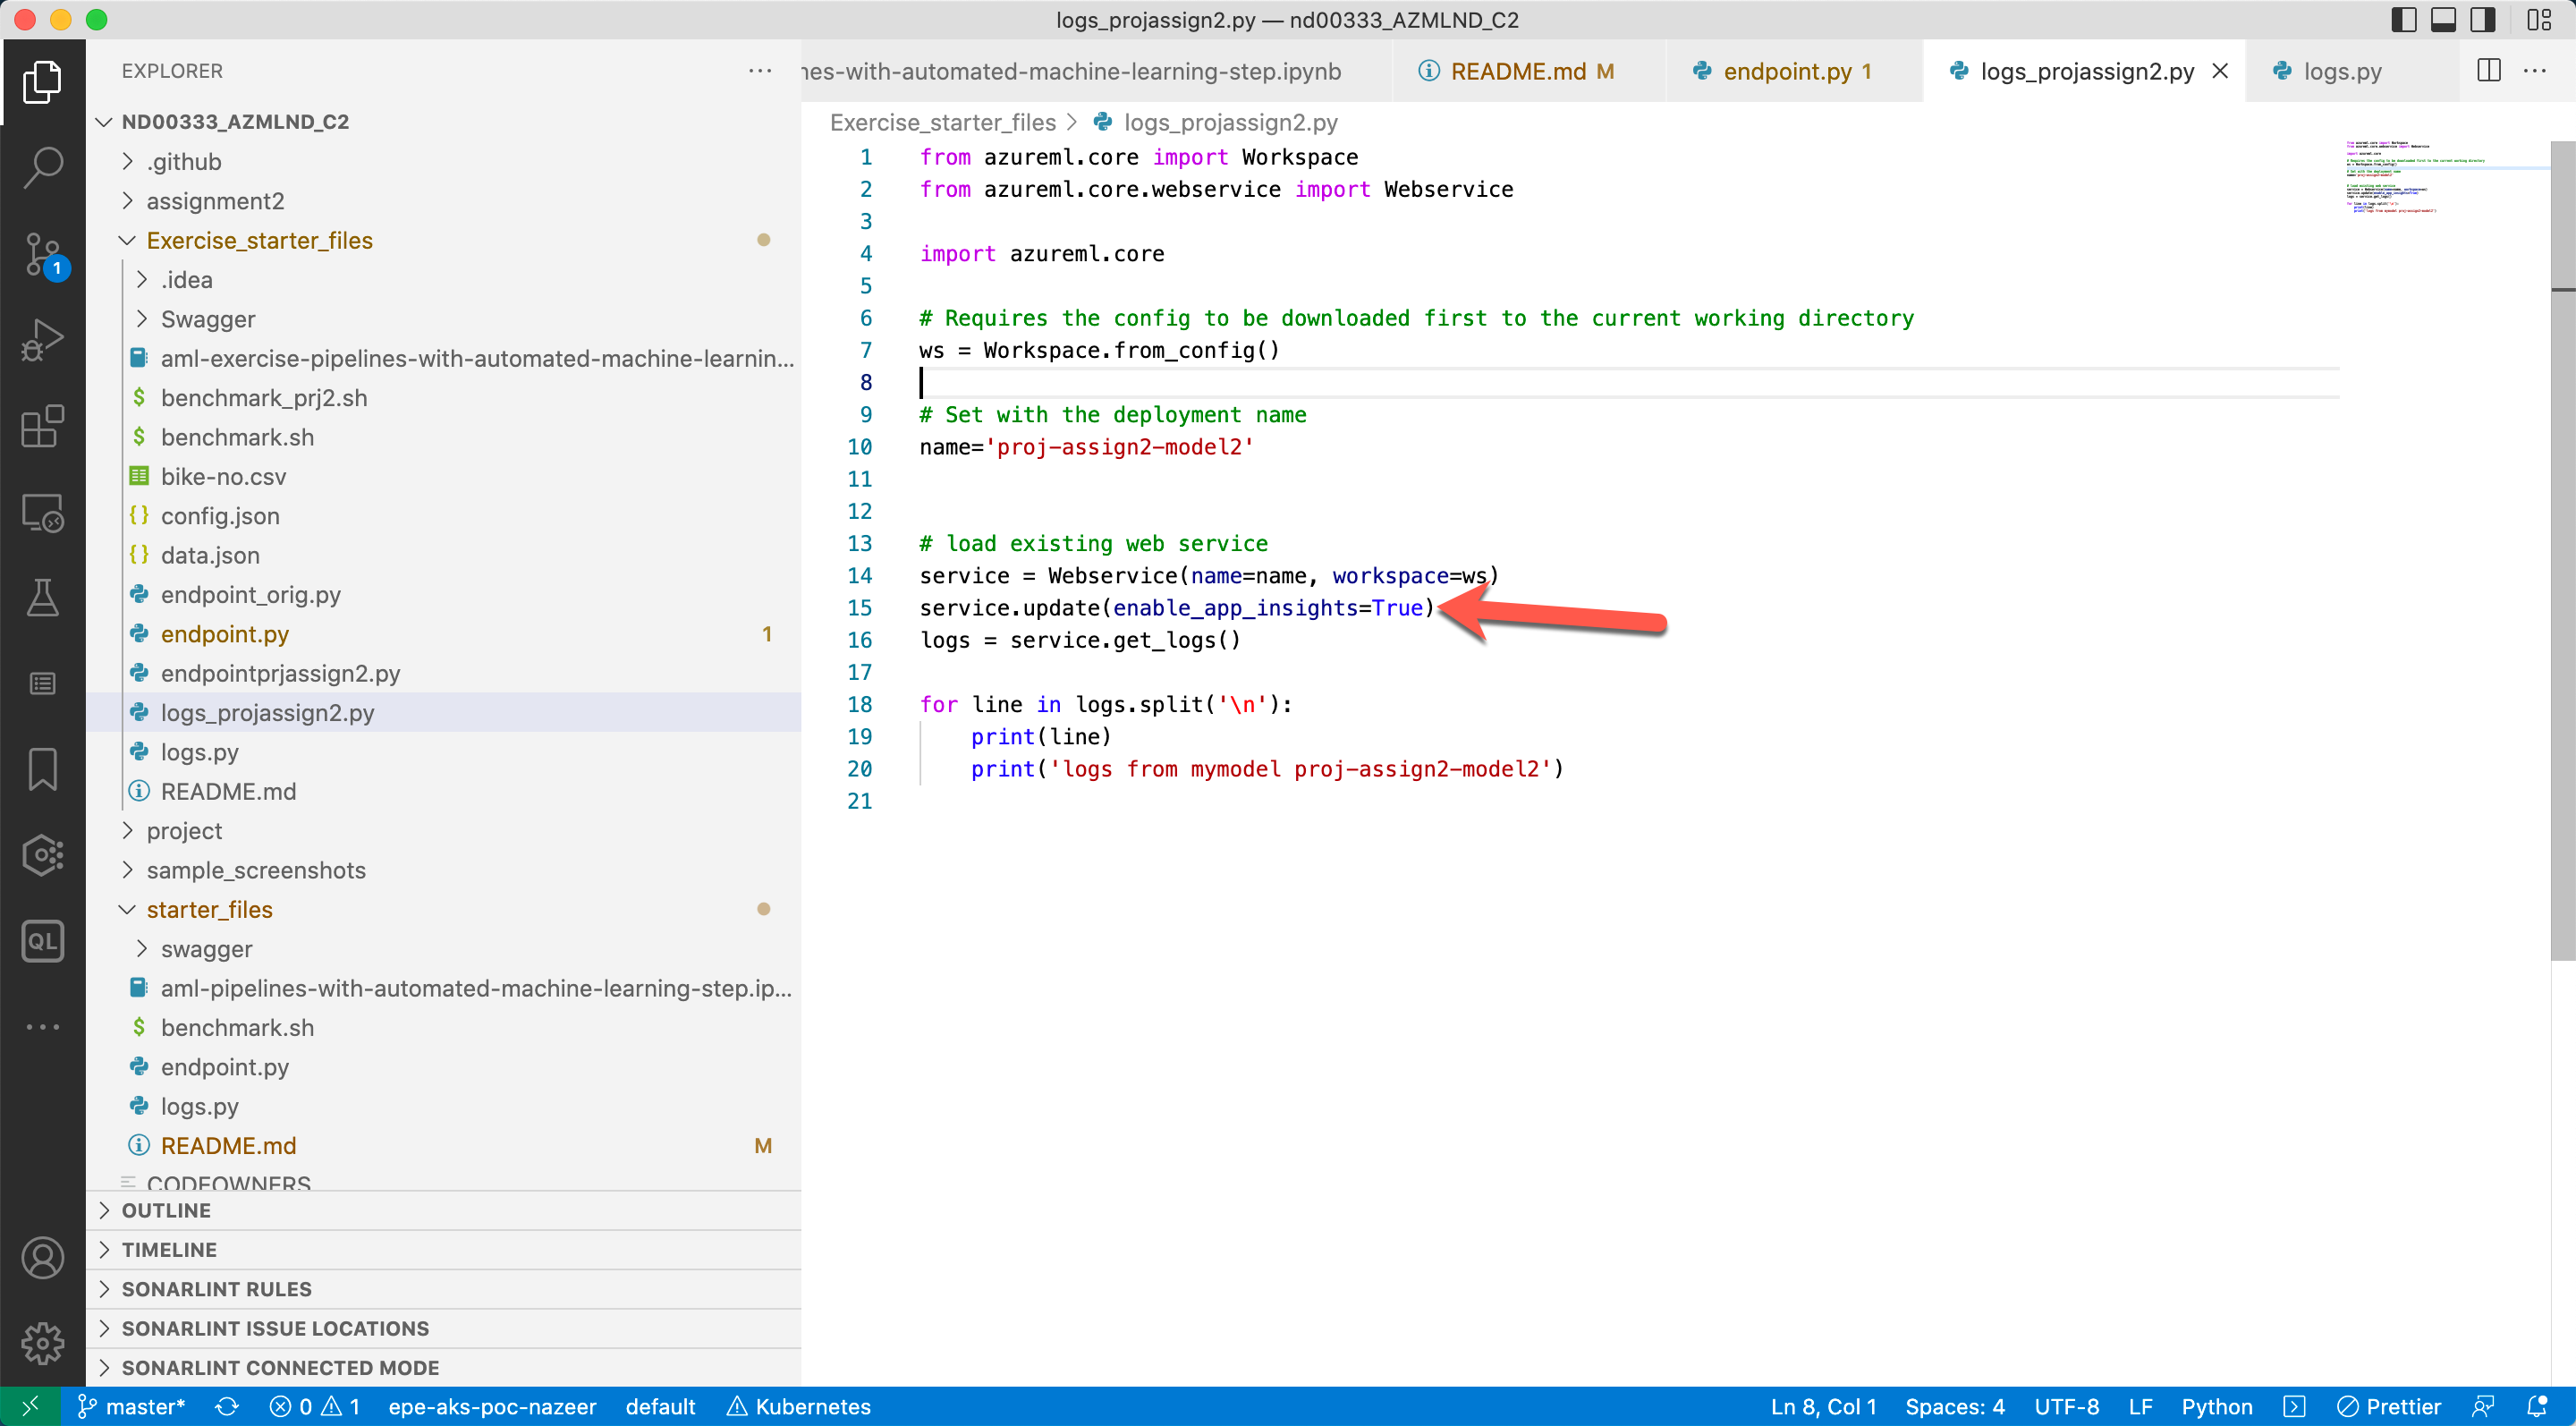 logs_projassign2.py — nd00333_AZMLND_C2
EXPLORER
ND00333_AZMLND_C2
.github
assignment2
Exercise_starter_files
.idea
Swagger
aml-exercise-pipelines-with-automated-machine-learnin...
benchmark_prj2.sh
benchmark.sh
bike-no.csv
config.json
data.json
endpoint_orig.py
endpoint.py 1
endpointprjassign2.py
logs_projassign2.py
logs.py
README.md
project
sample_screenshots
starter_files
swagger
aml-pipelines-with-automated-machine-learning-step.ip...
benchmark.sh
endpoint.py
logs.py
README.md M
CODEOWNERS
OUTLINE
TIMELINE
SONARLINT RULES
SONARLINT ISSUE LOCATIONS
SONARLINT CONNECTED MODE
1
QL
nes-with-automated-machine-learning-step.ipynb
README.md M
endpoint.py 1
logs_projassign2.py
logs.py
Exercise_starter_files > logs_projassign2.py
1 from azureml.core import Workspace
2 from azureml.core.webservice import Webservice
3
4 import azureml.core
5
6 # Requires the config to be downloaded first to the current working directory
7 ws = Workspace.from_config()
8
9 # Set with the deployment name
10 name='proj-assign2-model2'
11
12
13 # load existing web service
14 service = Webservice(name=name, workspace=ws)
15 service.update(enable_app_insights=True)
16 logs = service.get_logs()
17
18 for line in logs.split('\n'):
19     print(line)
20     print('logs from mymodel proj-assign2-model2')
21
master* 0 1 epe-aks-poc-nazeer default Kubernetes Ln 8, Col 1 Spaces: 4 UTF-8 LF Python Prettier